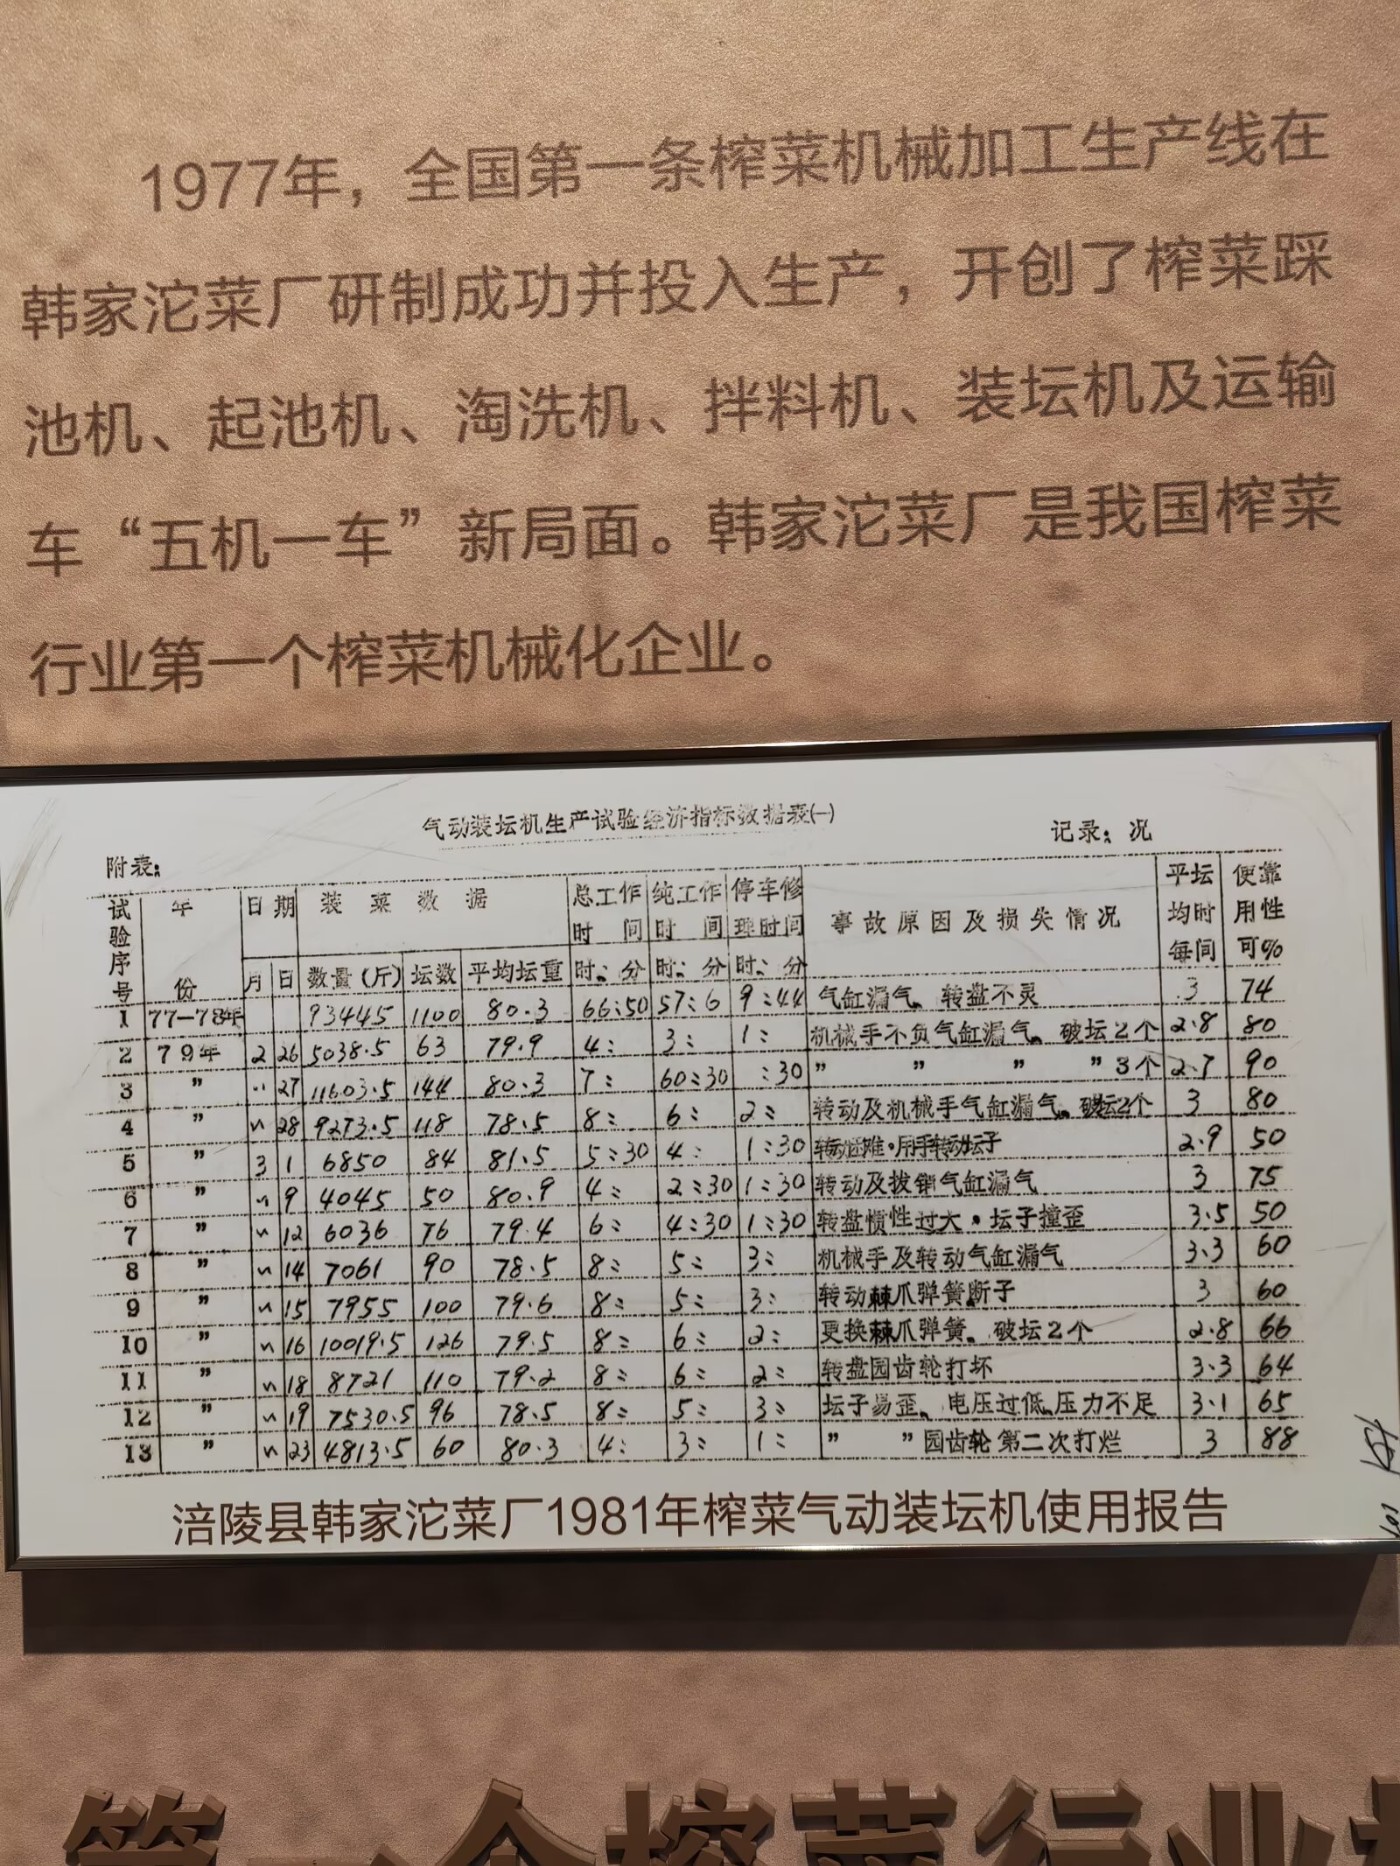 1977年，全国第一条榨菜机械加工生产线在
韩家沱菜厂研制成功并投入生产，开创了榨菜踩
池机、起池机、淘洗机、拌料机、装坛机及运输
车“五机一车”新局面。韩家沱菜厂是我国榨菜
行业第一个榨菜机械化企业。
气动装坛机生产试验经济指标数据表(一)
附表: 记录: 况
试验序号 年份 日期 装菜数据 总工作时间 纯工作时间 停车修理时间 事故原因及损失情况 平均每坛时间 使用可靠性%
月 日 数量(斤) 坛数 平均坛重 时:分 时:分 时:分
1 77—78年 93445 1100 80.3 66:50 57:6 9:44 气缸漏气、转盘不灵 3 74
2 79年 2 26 5038.5 63 79.9 4: 3: 1: 机械手不负气缸漏气。破坛2个 2.8 80
3 〃 〃 27 11603.5 144 80.3 7: 60:30 :30 〃 〃 〃 〃3个 2.7 90
4 〃 〃 28 9273.5 118 78.5 8: 6: 2: 转动及机械手气缸漏气。破坛2个 3 80
5 〃 3 1 6850 84 81.5 5:30 4: 1:30 转动困难·用手转动坛子 2.9 50
6 〃 〃 9 4045 50 80.9 4: 2:30 1:30 转动及拔销气缸漏气 3 75
7 〃 〃 12 6036 76 79.4 6: 4:30 1:30 转盘惯性过大·坛子撞歪 3.5 50
8 〃 〃 14 7061 90 78.5 8: 5: 3: 机械手及转动气缸漏气 3.3 60
9 〃 〃 15 7955 100 79.6 8: 5: 3: 转动棘爪弹簧断子 3 60
10 〃 〃 16 10019.5 126 79.5 8: 6: 2: 更换棘爪弹簧。破坛2个 2.8 66
11 〃 〃 18 8721 110 79.2 8: 6: 2: 转盘园齿轮打坏 3.3 64
12 〃 〃 19 7530.5 96 78.5 8: 5: 3: 坛子易歪、电压过低、压力不足 3.1 65
13 〃 〃 23 4813.5 60 80.3 4: 3: 1: 〃 〃园齿轮第二次打烂 3 88
涪陵县韩家沱菜厂1981年榨菜气动装坛机使用报告
第一个榨菜行业